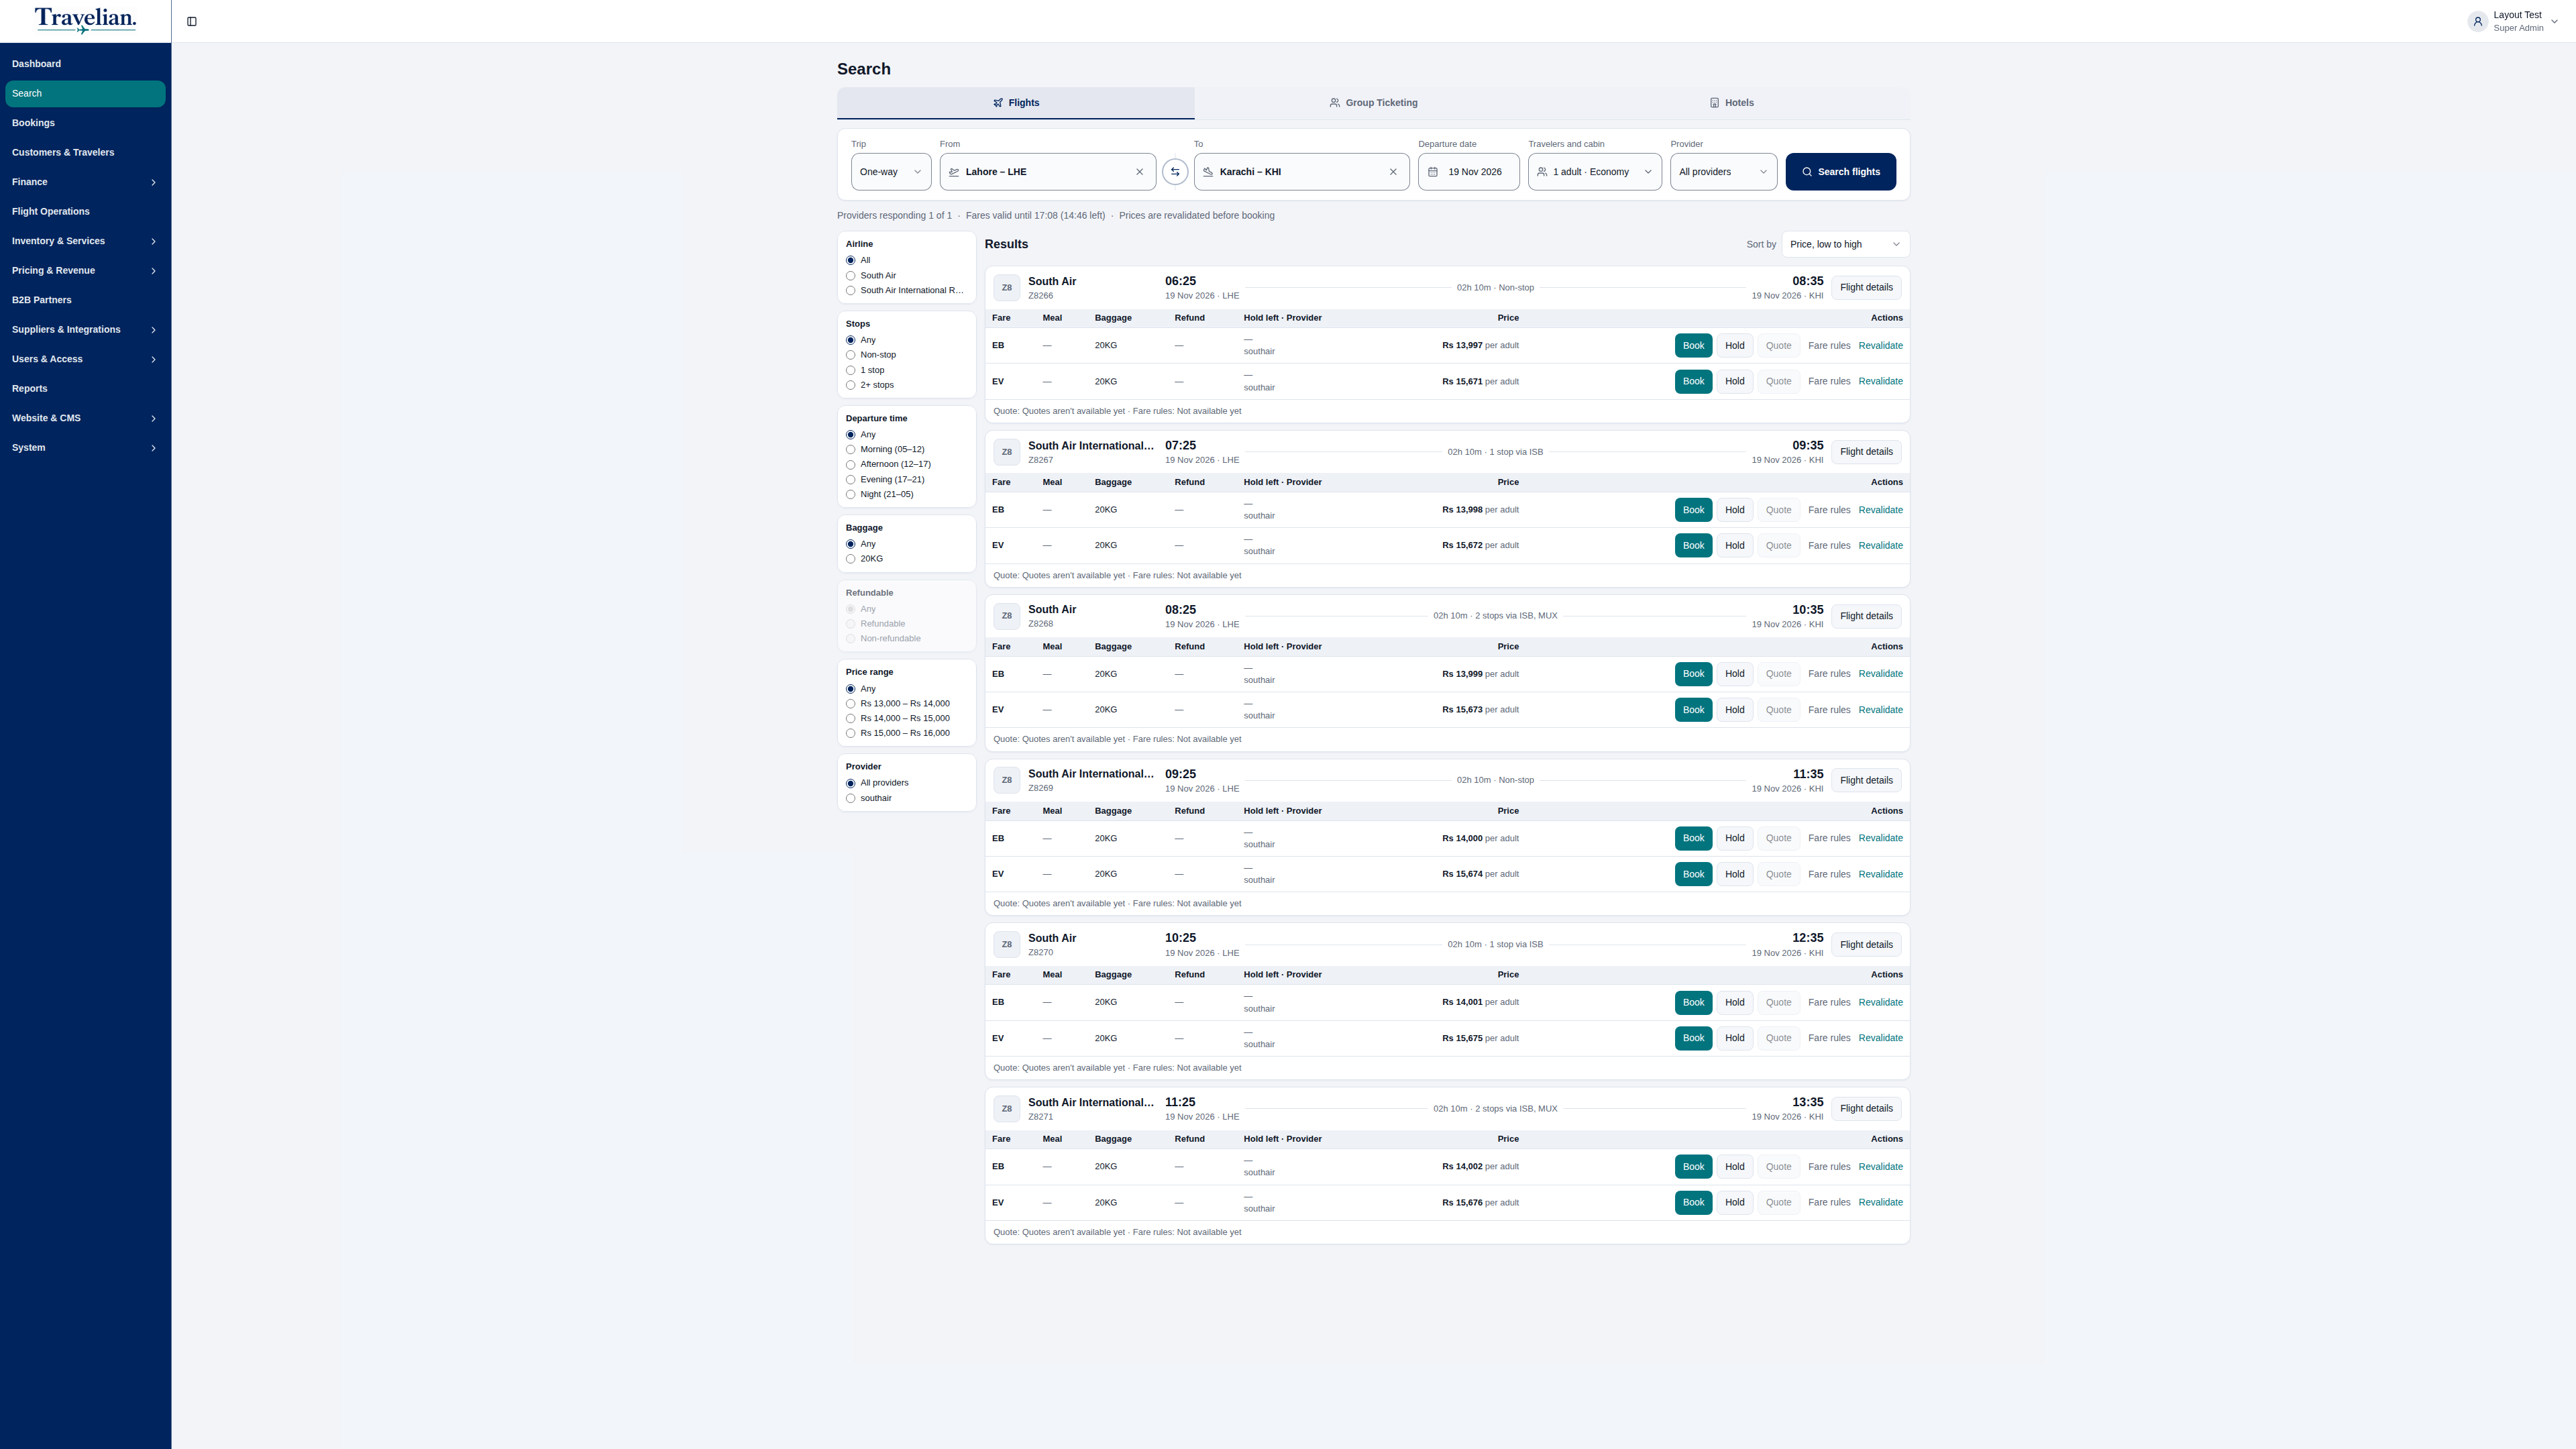 Travelian.
Layout Test
Super Admin
Dashboard
Search
Bookings
Customers & Travelers
Finance
Flight Operations
Inventory & Services
Pricing & Revenue
B2B Partners
Suppliers & Integrations
Users & Access
Reports
Website & CMS
System
Search
Flights Group Ticketing Hotels
Trip From To Departure date Travelers and cabin Provider
One-way Lahore – LHE Karachi – KHI 19 Nov 2026 1 adult · Economy All providers Search flights
Providers responding 1 of 1 · Fares valid until 17:08 (14:46 left) · Prices are revalidated before booking
Airline
All
South Air
South Air International R…
Stops
Any
Non-stop
1 stop
2+ stops
Departure time
Any
Morning (05–12)
Afternoon (12–17)
Evening (17–21)
Night (21–05)
Baggage
Any
20KG
Refundable
Any
Refundable
Non-refundable
Price range
Any
Rs 13,000 – Rs 14,000
Rs 14,000 – Rs 15,000
Rs 15,000 – Rs 16,000
Provider
All providers
southair
Results Sort by Price, low to high
Z8 South Air 06:25 02h 10m · Non-stop 08:35 Flight details
Z8266 19 Nov 2026 · LHE 19 Nov 2026 · KHI
Fare Meal Baggage Refund Hold left · Provider Price Actions
EB — 20KG — — southair Rs 13,997 per adult Book Hold Quote Fare rules Revalidate
EV — 20KG — — southair Rs 15,671 per adult Book Hold Quote Fare rules Revalidate
Quote: Quotes aren't available yet · Fare rules: Not available yet
Z8 South Air International… 07:25 02h 10m · 1 stop via ISB 09:35 Flight details
Z8267 19 Nov 2026 · LHE 19 Nov 2026 · KHI
Fare Meal Baggage Refund Hold left · Provider Price Actions
EB — 20KG — — southair Rs 13,998 per adult Book Hold Quote Fare rules Revalidate
EV — 20KG — — southair Rs 15,672 per adult Book Hold Quote Fare rules Revalidate
Quote: Quotes aren't available yet · Fare rules: Not available yet
Z8 South Air 08:25 02h 10m · 2 stops via ISB, MUX 10:35 Flight details
Z8268 19 Nov 2026 · LHE 19 Nov 2026 · KHI
Fare Meal Baggage Refund Hold left · Provider Price Actions
EB — 20KG — — southair Rs 13,999 per adult Book Hold Quote Fare rules Revalidate
EV — 20KG — — southair Rs 15,673 per adult Book Hold Quote Fare rules Revalidate
Quote: Quotes aren't available yet · Fare rules: Not available yet
Z8 South Air International… 09:25 02h 10m · Non-stop 11:35 Flight details
Z8269 19 Nov 2026 · LHE 19 Nov 2026 · KHI
Fare Meal Baggage Refund Hold left · Provider Price Actions
EB — 20KG — — southair Rs 14,000 per adult Book Hold Quote Fare rules Revalidate
EV — 20KG — — southair Rs 15,674 per adult Book Hold Quote Fare rules Revalidate
Quote: Quotes aren't available yet · Fare rules: Not available yet
Z8 South Air 10:25 02h 10m · 1 stop via ISB 12:35 Flight details
Z8270 19 Nov 2026 · LHE 19 Nov 2026 · KHI
Fare Meal Baggage Refund Hold left · Provider Price Actions
EB — 20KG — — southair Rs 14,001 per adult Book Hold Quote Fare rules Revalidate
EV — 20KG — — southair Rs 15,675 per adult Book Hold Quote Fare rules Revalidate
Quote: Quotes aren't available yet · Fare rules: Not available yet
Z8 South Air International… 11:25 02h 10m · 2 stops via ISB, MUX 13:35 Flight details
Z8271 19 Nov 2026 · LHE 19 Nov 2026 · KHI
Fare Meal Baggage Refund Hold left · Provider Price Actions
EB — 20KG — — southair Rs 14,002 per adult Book Hold Quote Fare rules Revalidate
EV — 20KG — — southair Rs 15,676 per adult Book Hold Quote Fare rules Revalidate
Quote: Quotes aren't available yet · Fare rules: Not available yet